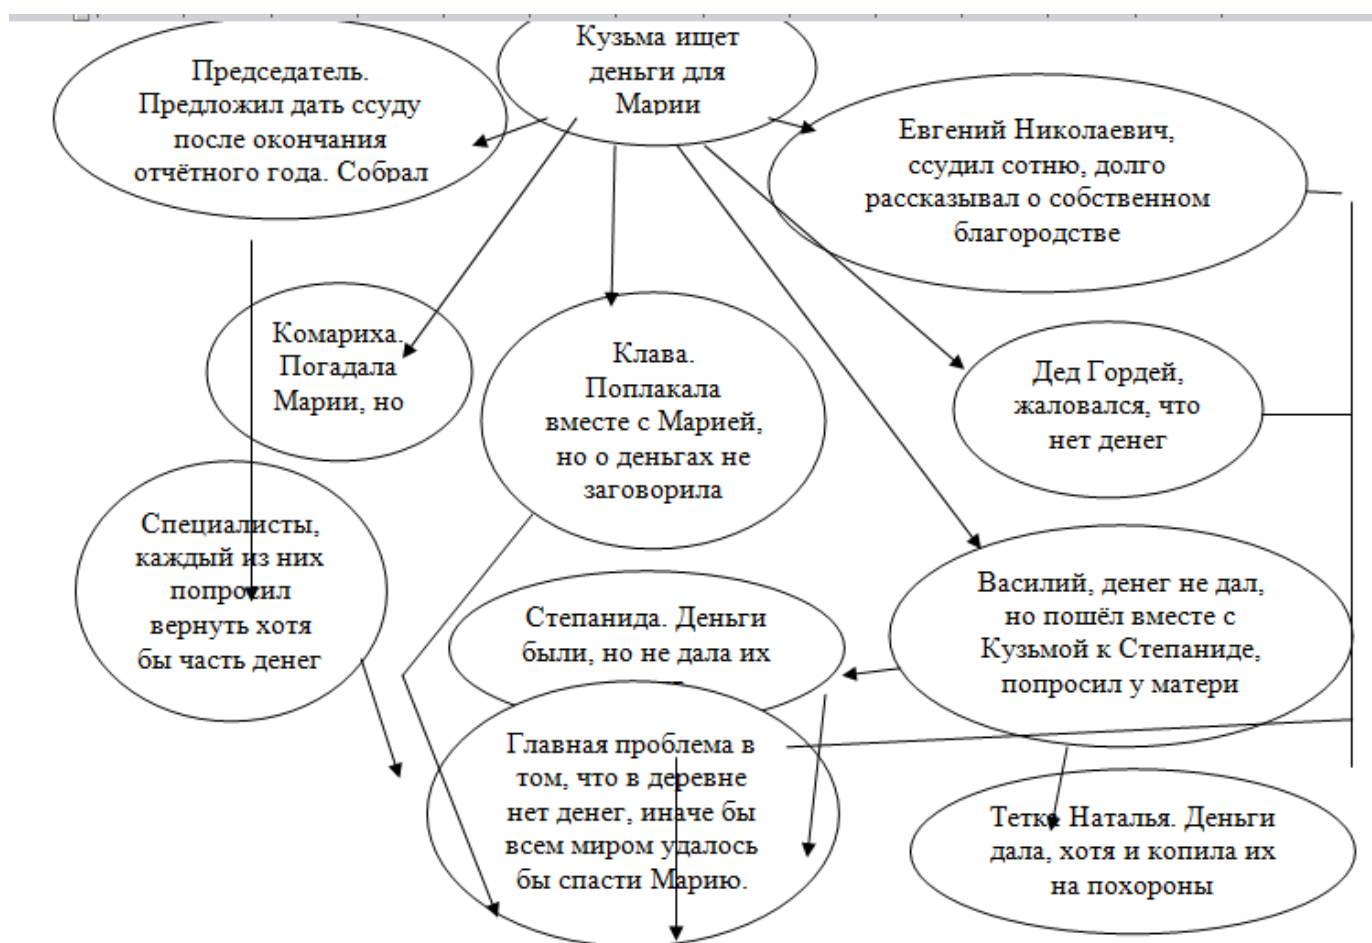 Кузьма ищет
деньги для
Марии
Председатель.
Предложил дать ссуду
после окончания
отчётного года. Собрал
Евгений Николаевич,
ссудил сотню, долго
рассказывал о собственном
благородстве
Комариха.
Погадала
Марии, но
Клава.
Поплакала
вместе с Марией,
но о деньгах не
заговорила
Дед Гордей,
жаловался, что
нет денег
Специалисты,
каждый из них
попросил
вернуть хотя
бы часть денег
Степанида. Деньги
были, но не дала их
Василий, денег не дал,
но пошёл вместе с
Кузьмой к Степаниде,
попросил у матери
Главная проблема в
том, что в деревне
нет денег, иначе бы
всем миром удалось
бы спасти Марию.
Тетка Наталья. Деньги
дала, хотя и копила их
на похороны